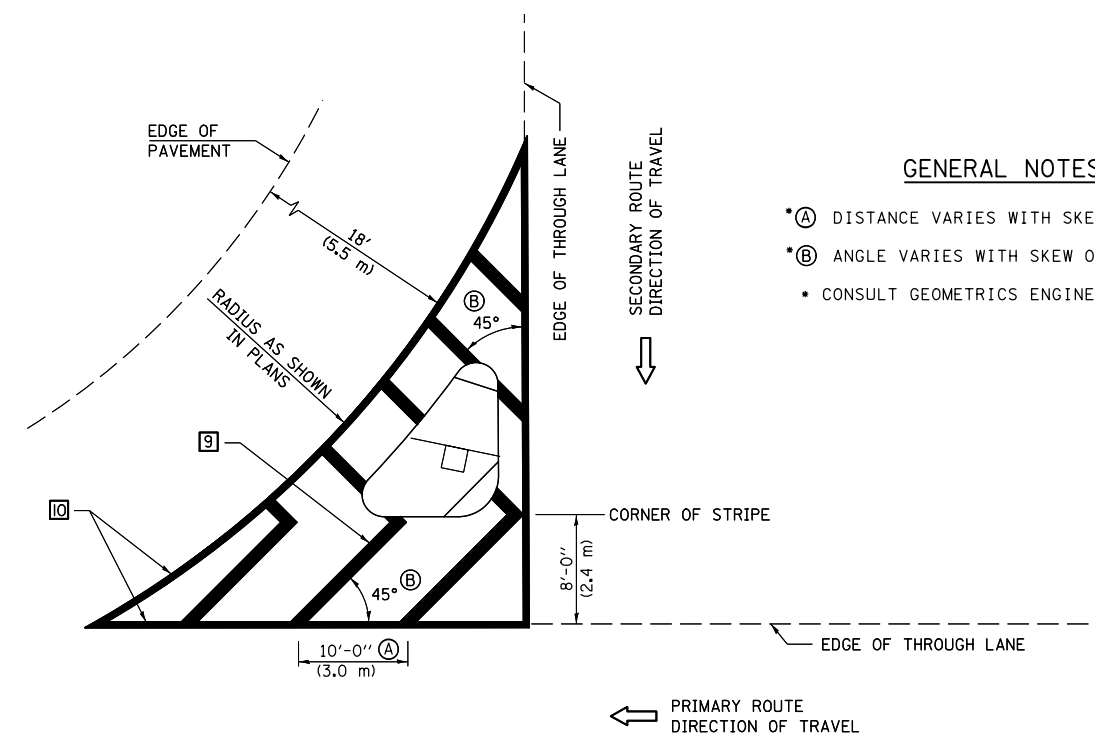 EDGE OF
PAVEMENT
18'
(5.5 m)
RADIUS AS SHOWN
IN PLANS
9
10
B
45°
EDGE OF THROUGH LANE
SECONDARY ROUTE
DIRECTION OF TRAVEL
GENERAL NOTES
*A DISTANCE VARIES WITH SKE
*B ANGLE VARIES WITH SKEW O
* CONSULT GEOMETRICS ENGINE
CORNER OF STRIPE
8'-0"
(2.4 m)
45° B
10'-0" A
(3.0 m)
EDGE OF THROUGH LANE
PRIMARY ROUTE
DIRECTION OF TRAVEL